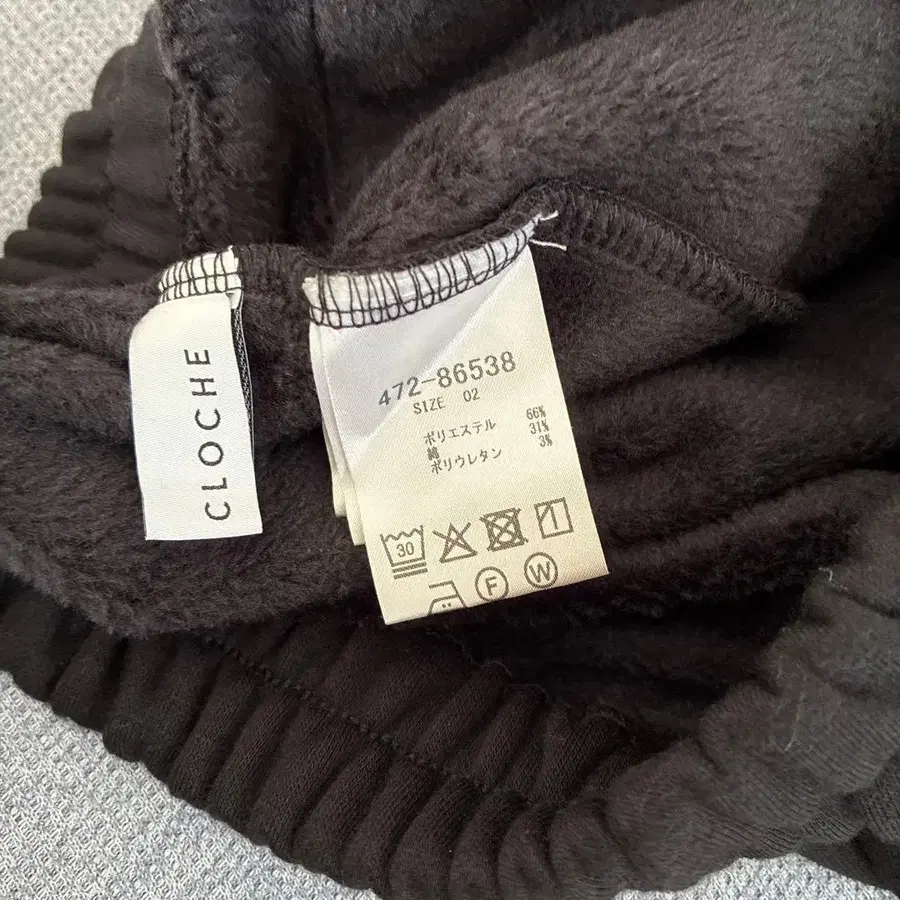 CLOCHE
472-86538
SIZE 02
ポリエステル 66%
綿 31%
ポリウレタン 3%
30
F W